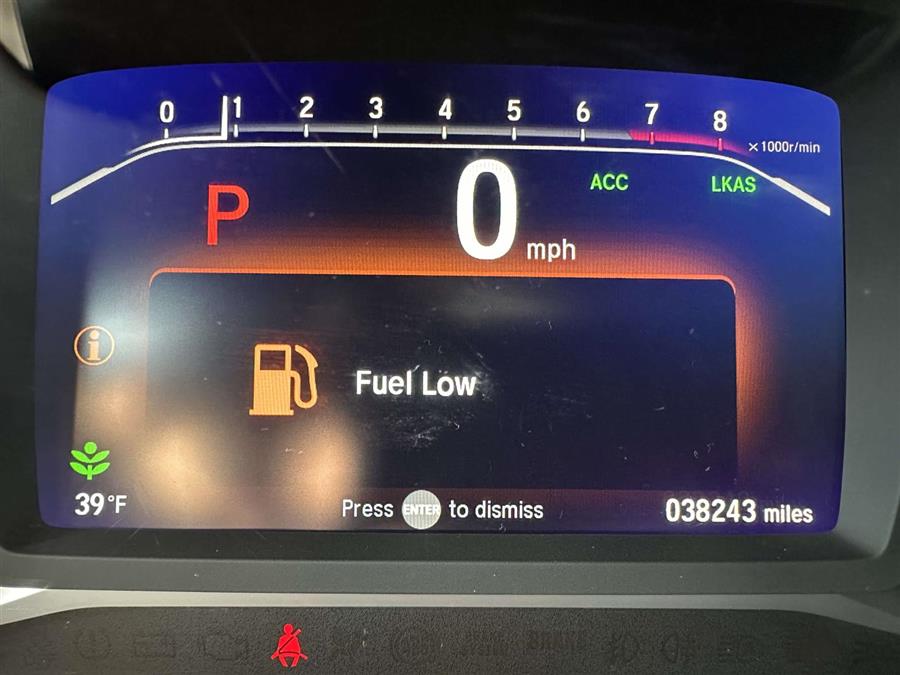 0 1 2 3 4 5 6 7 8
×1000r/min
P 0 mph ACC LKAS
Fuel Low
39°F
Press ENTER to dismiss
038243 miles